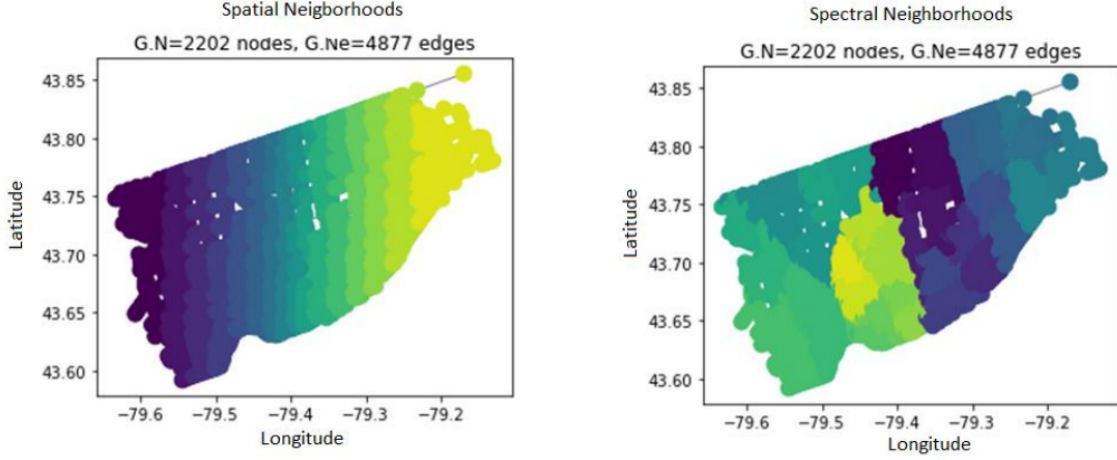 Spatial Neigborhoods
G.N=2202 nodes, G.Ne=4877 edges
43.85
43.80
43.75
43.70
43.65
43.60
Latitude
−79.6 −79.5 −79.4 −79.3 −79.2
Longitude
Spectral Neighborhoods
G.N=2202 nodes, G.Ne=4877 edges
43.85
43.80
43.75
43.70
43.65
43.60
Latitude
−79.6 −79.5 −79.4 −79.3 −79.2
Longitude